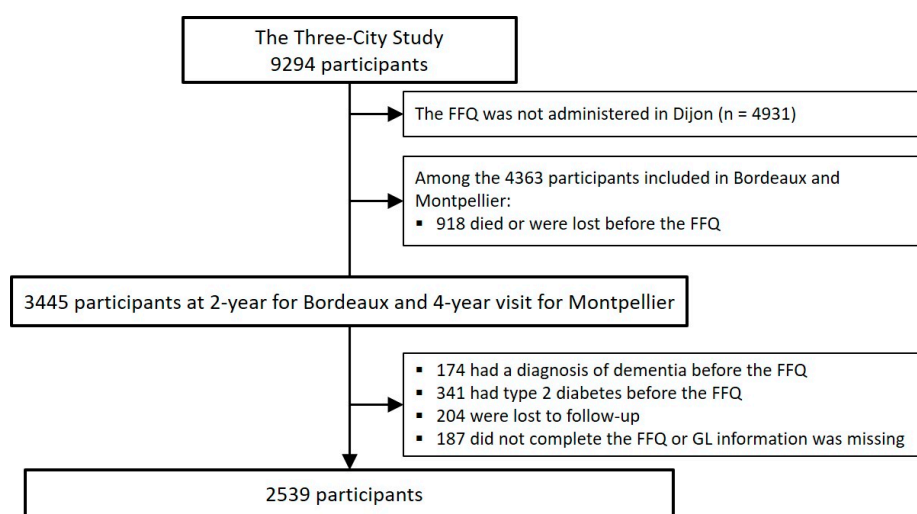 The Three-City Study
9294 participants
The FFQ was not administered in Dijon (n = 4931)
Among the 4363 participants included in Bordeaux and
Montpellier:
▪ 918 died or were lost before the FFQ
3445 participants at 2-year for Bordeaux and 4-year visit for Montpellier
▪ 174 had a diagnosis of dementia before the FFQ
▪ 341 had type 2 diabetes before the FFQ
▪ 204 were lost to follow-up
▪ 187 did not complete the FFQ or GL information was missing
2539 participants